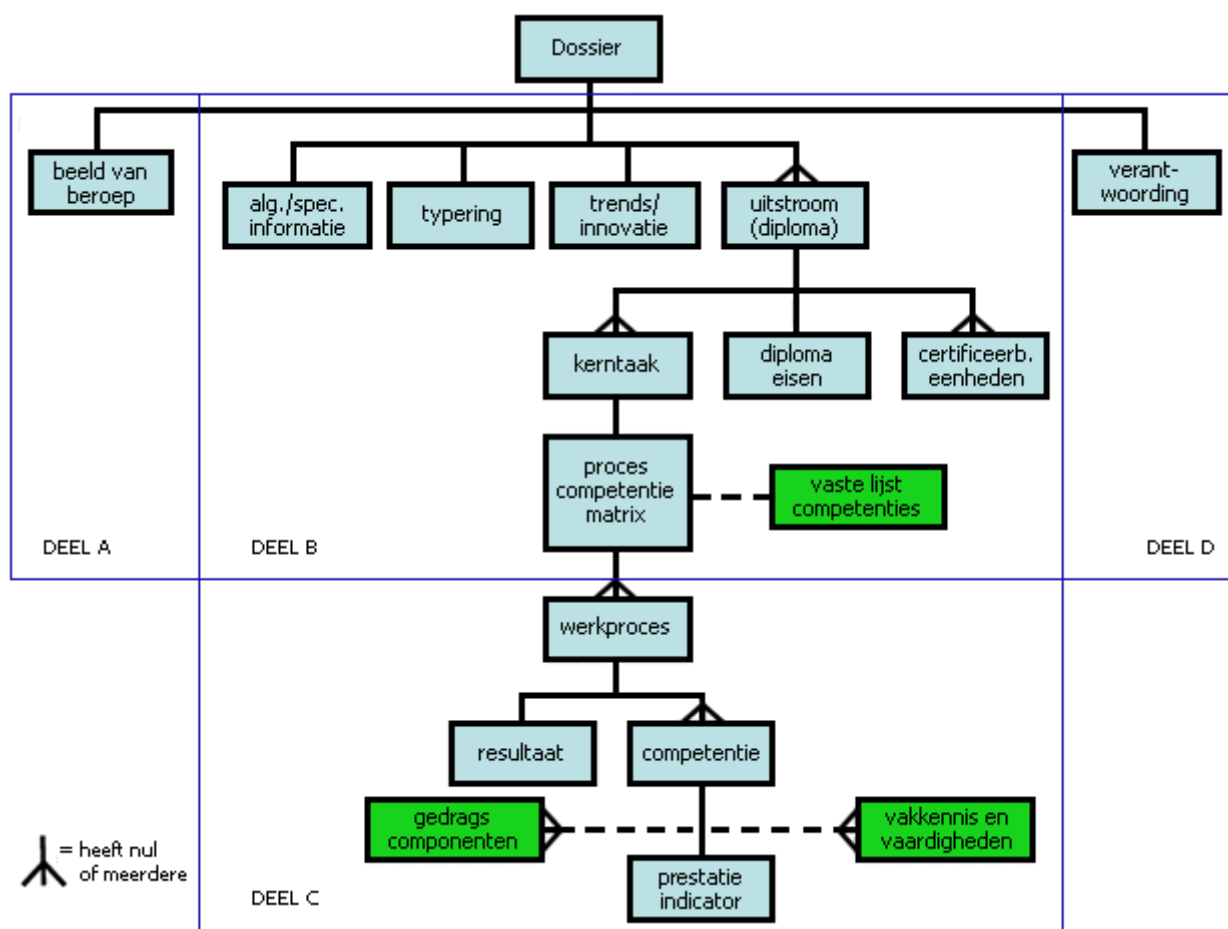 Dossier
beeld van
beroep
alg./spec.
informatie
typering
trends/
innovatie
uitstroom
(diploma)
verant-
woording
kerntaak
diploma
eisen
certificeerb.
eenheden
proces
competentie
matrix
vaste lijst
competenties
DEEL A
DEEL B
DEEL D
werkproces
resultaat
competentie
gedrags
componenten
vakkennis en
vaardigheden
prestatie
indicator
= heeft nul
of meerdere
DEEL C